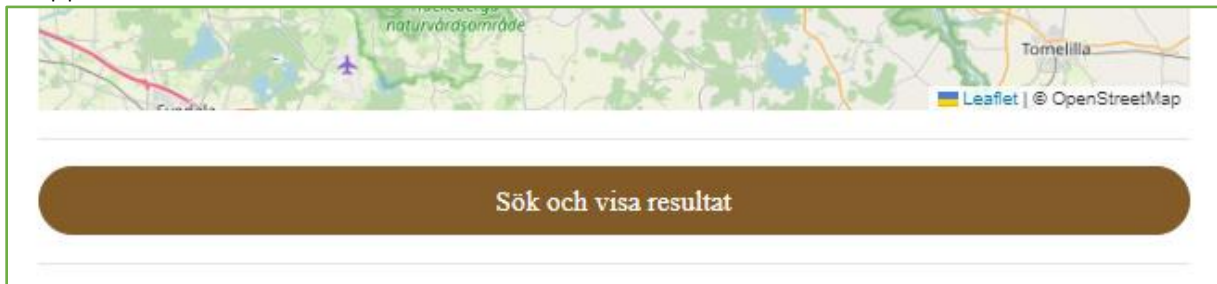 naturvårdsområde
Tomelilla
Leaflet | © OpenStreetMap
Sök och visa resultat